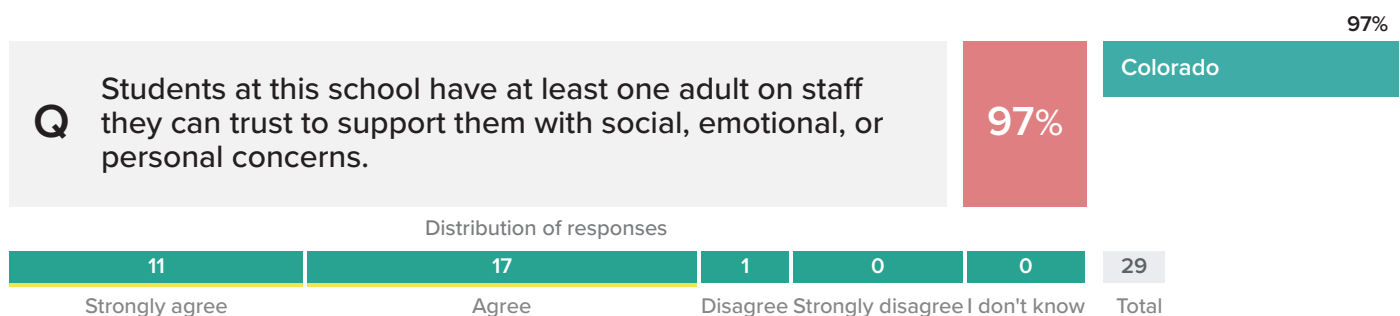 97%
Colorado
Q
Students at this school have at least one adult on staff
they can trust to support them with social, emotional, or
personal concerns.
97%
Distribution of responses
11 17 1 0 0 29
Strongly agree Agree Disagree Strongly disagree I don't know Total